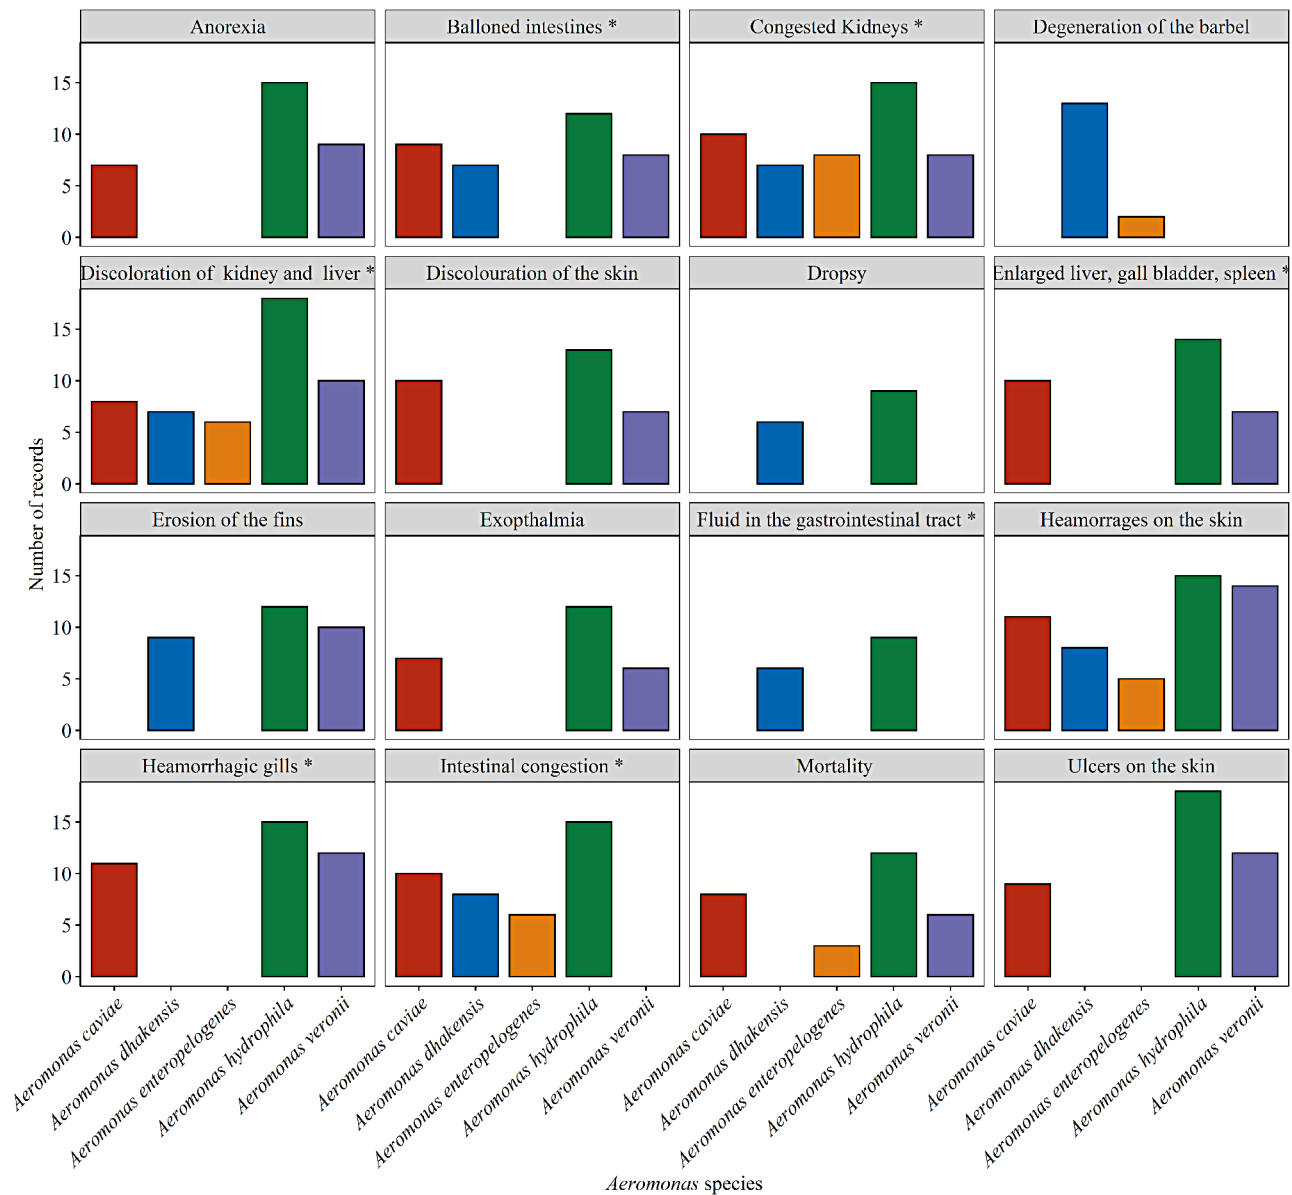 Anorexia
Balloned intestines *
Congested Kidneys *
Degeneration of the barbel
15
10
5
0
Discoloration of kidney and liver *
Discolouration of the skin
Dropsy
Enlarged liver, gall bladder, spleen *
15
10
5
0
Erosion of the fins
Exopthalmia
Fluid in the gastrointestinal tract *
Heamorrages on the skin
15
10
5
0
Heamorrhagic gills *
Intestinal congestion *
Mortality
Ulcers on the skin
15
10
5
0
Number of records
Aeromonas caviae
Aeromonas dhakensis
Aeromonas enteropelogenes
Aeromonas hydrophila
Aeromonas veronii
Aeromonas caviae
Aeromonas dhakensis
Aeromonas enteropelogenes
Aeromonas hydrophila
Aeromonas veronii
Aeromonas caviae
Aeromonas dhakensis
Aeromonas enteropelogenes
Aeromonas hydrophila
Aeromonas veronii
Aeromonas caviae
Aeromonas dhakensis
Aeromonas enteropelogenes
Aeromonas hydrophila
Aeromonas veronii
Aeromonas species